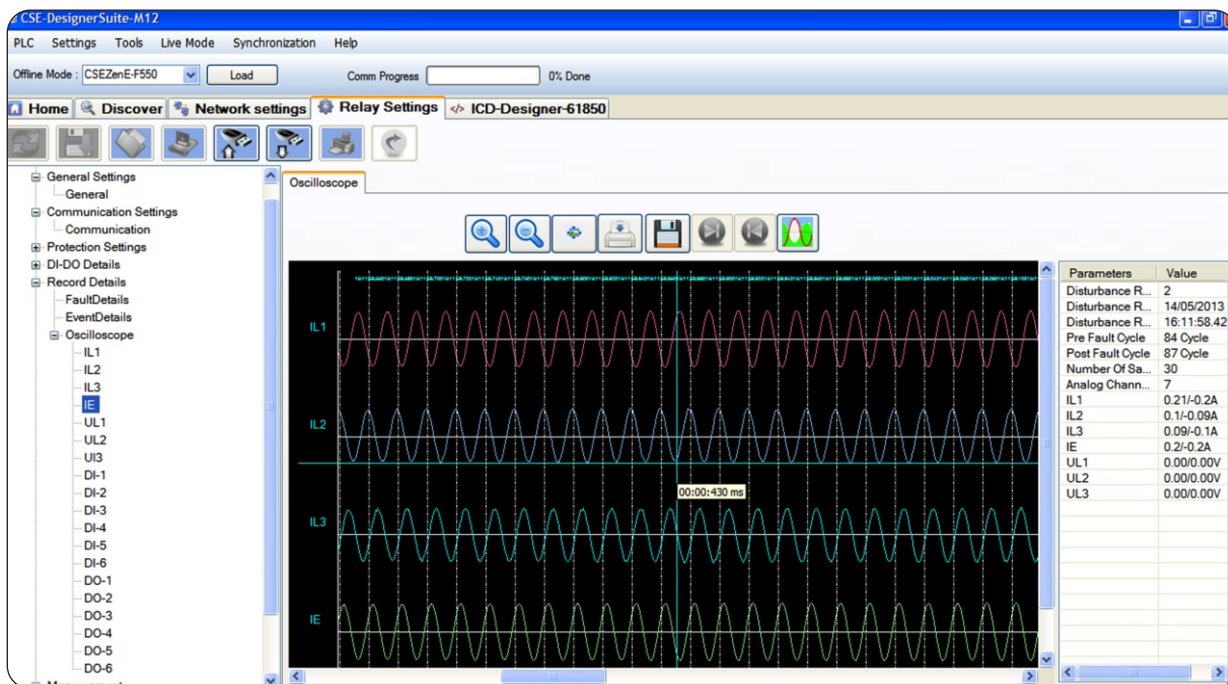 CSE-DesignerSuite-M12
PLC Settings Tools Live Mode Synchronization Help
Offline Mode : CSEZenE-F550 Load Comm Progress 0% Done
Home Discover Network settings Relay Settings ICD-Designer-61850
General Settings
General
Communication Settings
Communication
Protection Settings
DI-DO Details
Record Details
FaultDetails
EventDetails
Oscilloscope
IL1
IL2
IL3
IE
UL1
UL2
Ul3
DI-1
DI-2
DI-3
DI-4
DI-5
DI-6
DO-1
DO-2
DO-3
DO-4
DO-5
DO-6
Oscilloscope
IL1
IL2
00:00:430 ms
IL3
IE
Parameters Value
Disturbance R... 2
Disturbance R... 14/05/2013
Disturbance R... 16:11:58.42
Pre Fault Cycle 84 Cycle
Post Fault Cycle 87 Cycle
Number Of Sa... 30
Analog Chann... 7
IL1 0.21/-0.2A
IL2 0.1/-0.09A
IL3 0.09/-0.1A
IE 0.2/-0.2A
UL1 0.00/0.00V
UL2 0.00/0.00V
UL3 0.00/0.00V